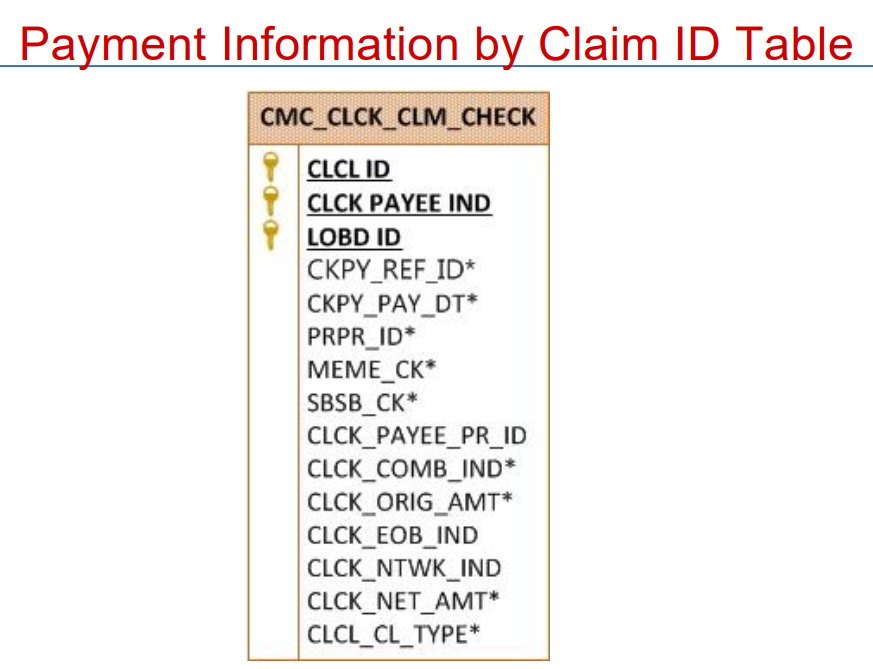 Payment Information by Claim ID Table
CMC_CLCK_CLM_CHECK
CLCL ID
CLCK PAYEE IND
LOBD ID
CKPY_REF_ID*
CKPY_PAY_DT*
PRPR_ID*
MEME_CK*
SBSB_CK*
CLCK_PAYEE_PR_ID
CLCK_COMB_IND*
CLCK_ORIG_AMT*
CLCK_EOB_IND
CLCK_NTWK_IND
CLCK_NET_AMT*
CLCL_CL_TYPE*